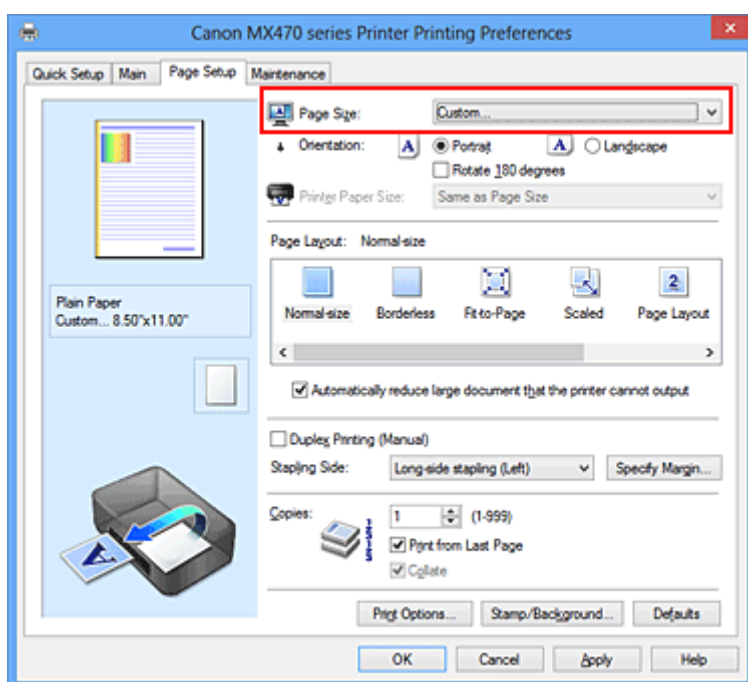 Canon MX470 series Printer Printing Preferences
Quick Setup Main Page Setup Maintenance
Page Size: Custom...
Orientation: A Portrait A Landscape
Rotate 180 degrees
Printer Paper Size: Same as Page Size
Page Layout: Normal-size
2
Normal-size Borderless Fit-to-Page Scaled Page Layout
Plain Paper
Custom... 8.50"x11.00"
Automatically reduce large document that the printer cannot output
Duplex Printing (Manual)
Stapling Side: Long-side stapling (Left) Specify Margin...
Copies: 1 (1-999)
Print from Last Page
Collate
A
Print Options... Stamp/Background... Defaults
OK Cancel Apply Help